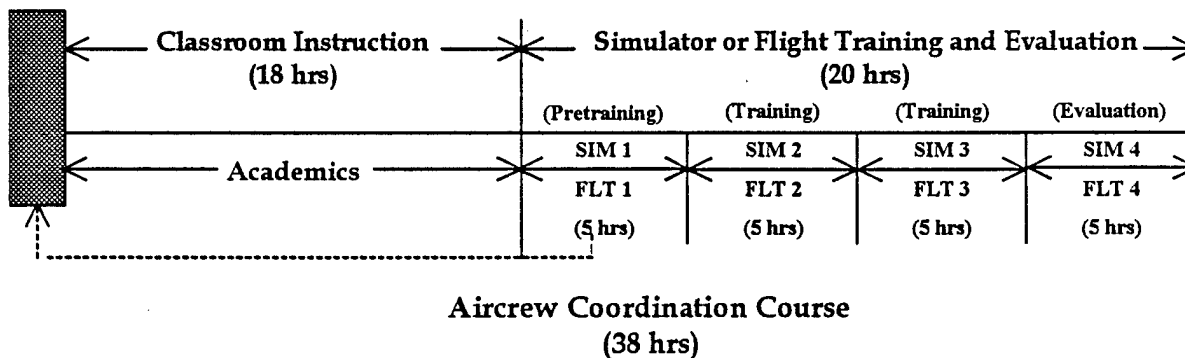 Classroom Instruction
(18 hrs)
Simulator or Flight Training and Evaluation
(20 hrs)
(Pretraining) (Training) (Training) (Evaluation)
SIM 1 SIM 2 SIM 3 SIM 4
Academics
FLT 1 FLT 2 FLT 3 FLT 4
(5 hrs) (5 hrs) (5 hrs) (5 hrs)
Aircrew Coordination Course
(38 hrs)